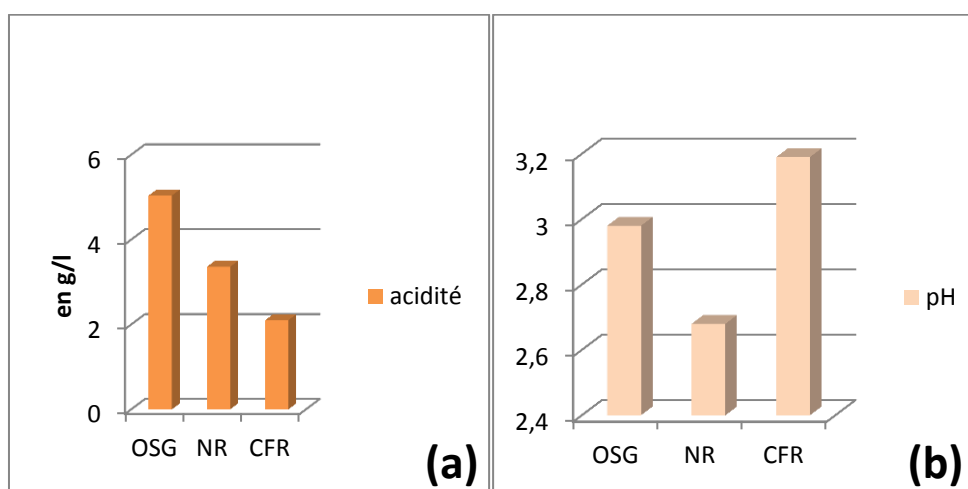 6
4
2
0
en g/l
OSG NR CFR
acidité
(a)
3,2
3
2,8
2,6
2,4
OSG NR CFR
pH
(b)